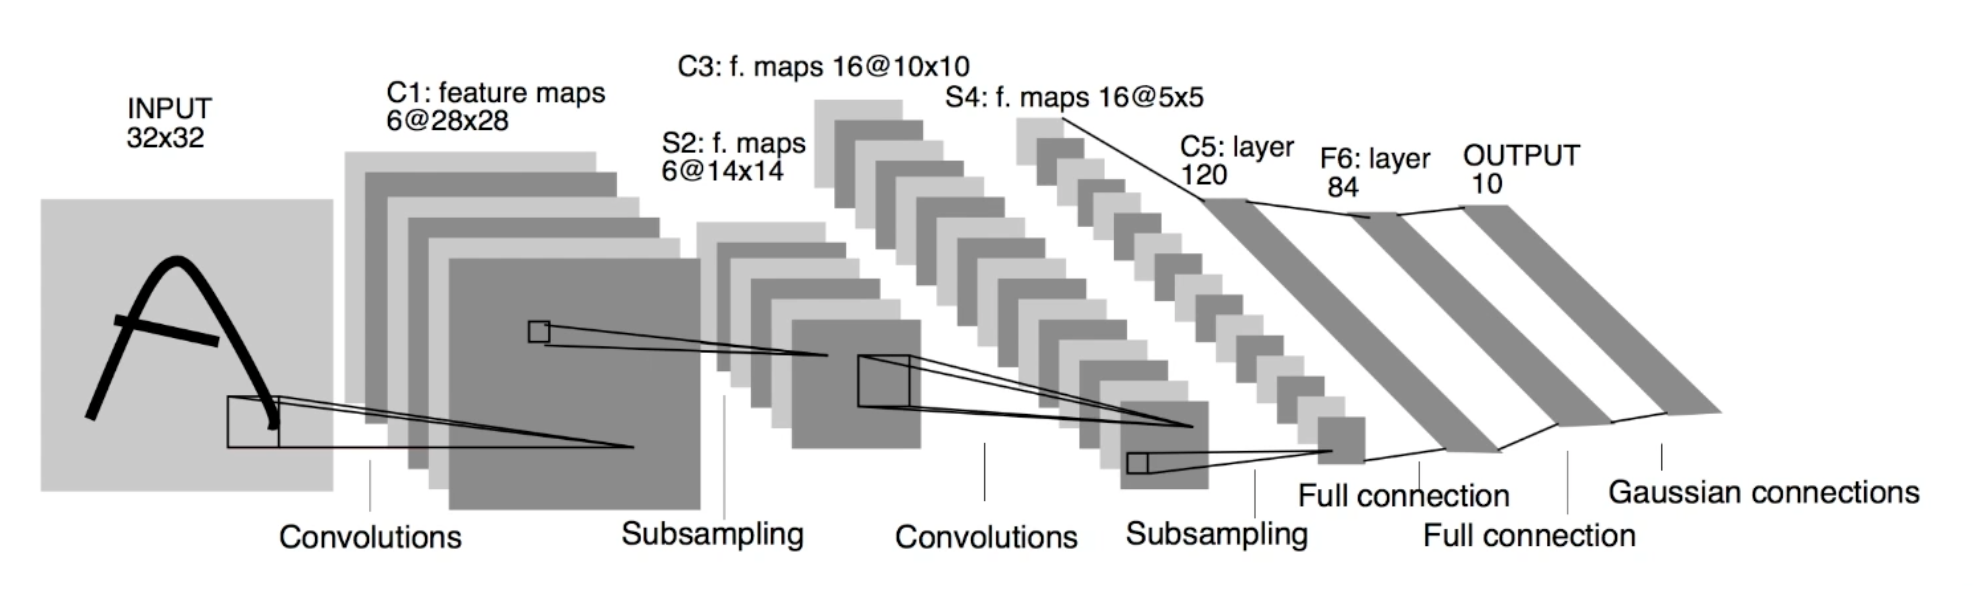 INPUT
32x32
C1: feature maps
6@28x28
S2: f. maps
6@14x14
C3: f. maps 16@10x10
S4: f. maps 16@5x5
C5: layer
120
F6: layer
84
OUTPUT
10
Convolutions
Subsampling
Convolutions
Subsampling
Full connection
Full connection
Gaussian connections